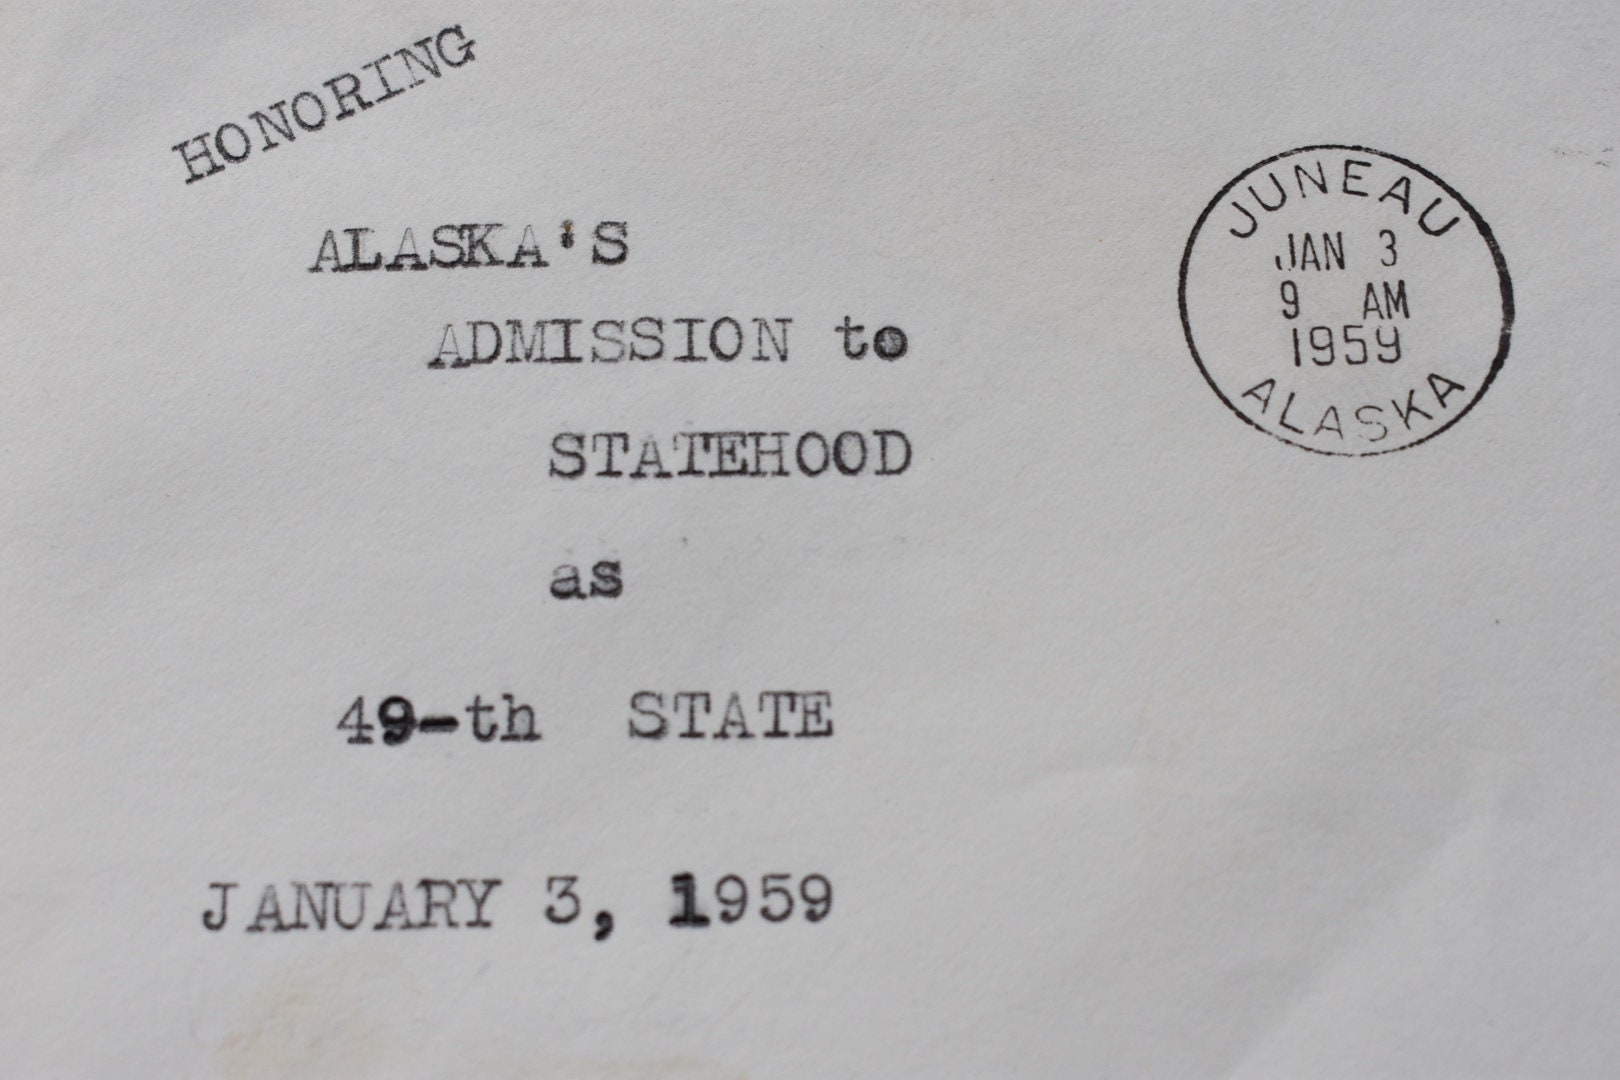 HONORING
ALASKA'S
ADMISSION to
STATEHOOD
as
49-th STATE
JANUARY 3, 1959
JUNEAU
JAN 3
9 AM
1959
ALASKA